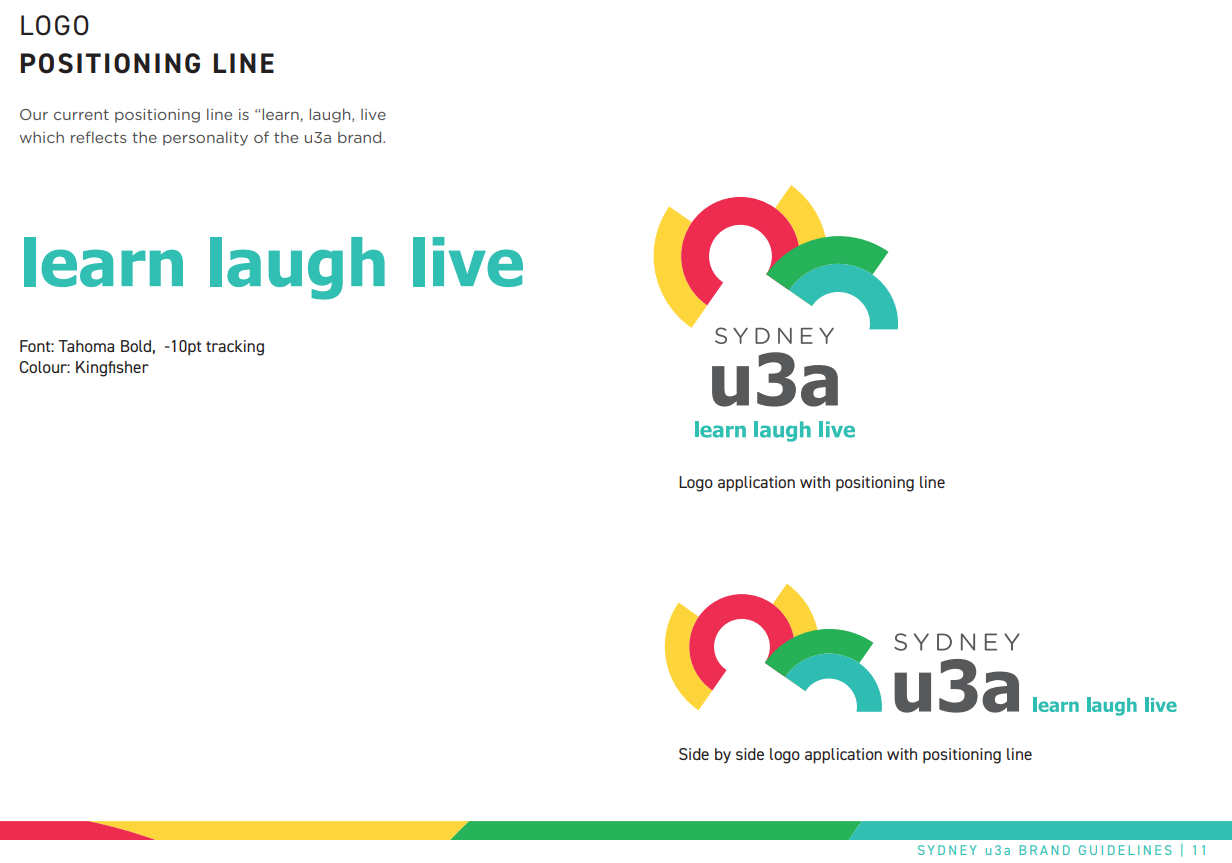 LOGO
POSITIONING LINE
Our current positioning line is “learn, laugh, live
which reflects the personality of the u3a brand.
learn laugh live
Font: Tahoma Bold,  -10pt tracking
Colour: Kingfisher
SYDNEY
u3a
learn laugh live
Logo application with positioning line
SYDNEY
u3a learn laugh live
Side by side logo application with positioning line
SYDNEY u3a BRAND GUIDELINES | 11